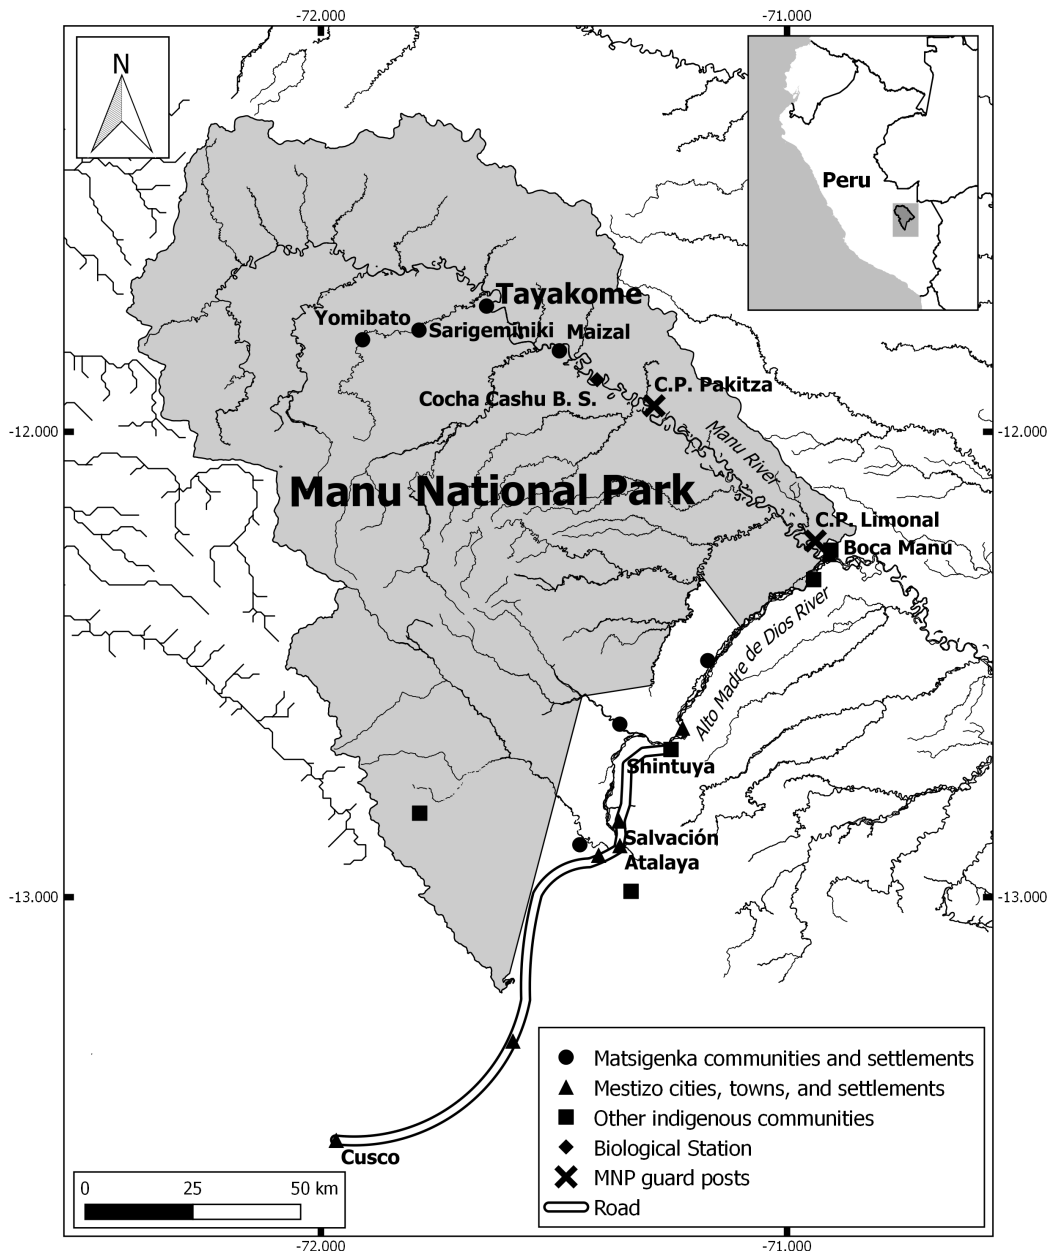 -72.000
-71.000
N
Peru
Tayakome
Yomibato
Sarigeminiki
Maizal
C.P. Pakitza
Cocha Cashu B. S.
-12.000
-12.000
Manu River
Manu National Park
C.P. Limonal
Boca Manu
Alto Madre de Dios River
Shintuya
Salvación
Atalaya
-13.000
-13.000
Matsigenka communities and settlements
Mestizo cities, towns, and settlements
Other indigenous communities
Biological Station
MNP guard posts
Road
Cusco
0 25 50 km
-72.000
-71.000